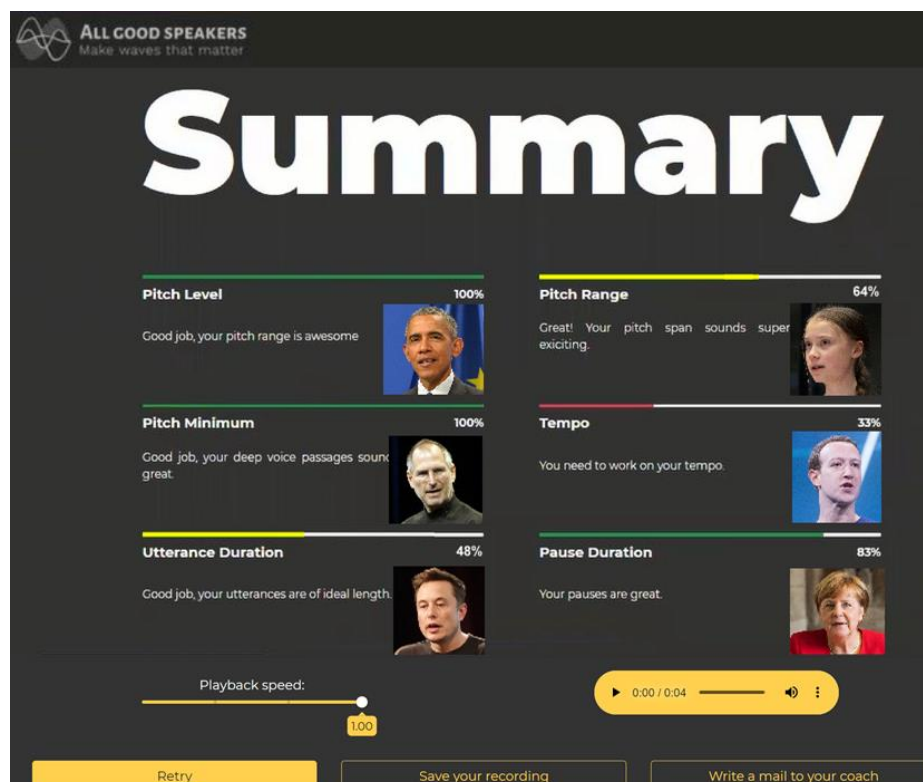 ALL GOOD SPEAKERS
Make waves that matter
Summary
Pitch Level 100%
Good job, your pitch range is awesome
Pitch Range 64%
Great! Your pitch span sounds super
exiciting.
Pitch Minimum 100%
Good job, your deep voice passages sound
great.
Tempo 33%
You need to work on your tempo.
Utterance Duration 48%
Good job, your utterances are of ideal length.
Pause Duration 83%
Your pauses are great.
Playback speed:
1.00
0:00 / 0:04
Retry
Save your recording
Write a mail to your coach